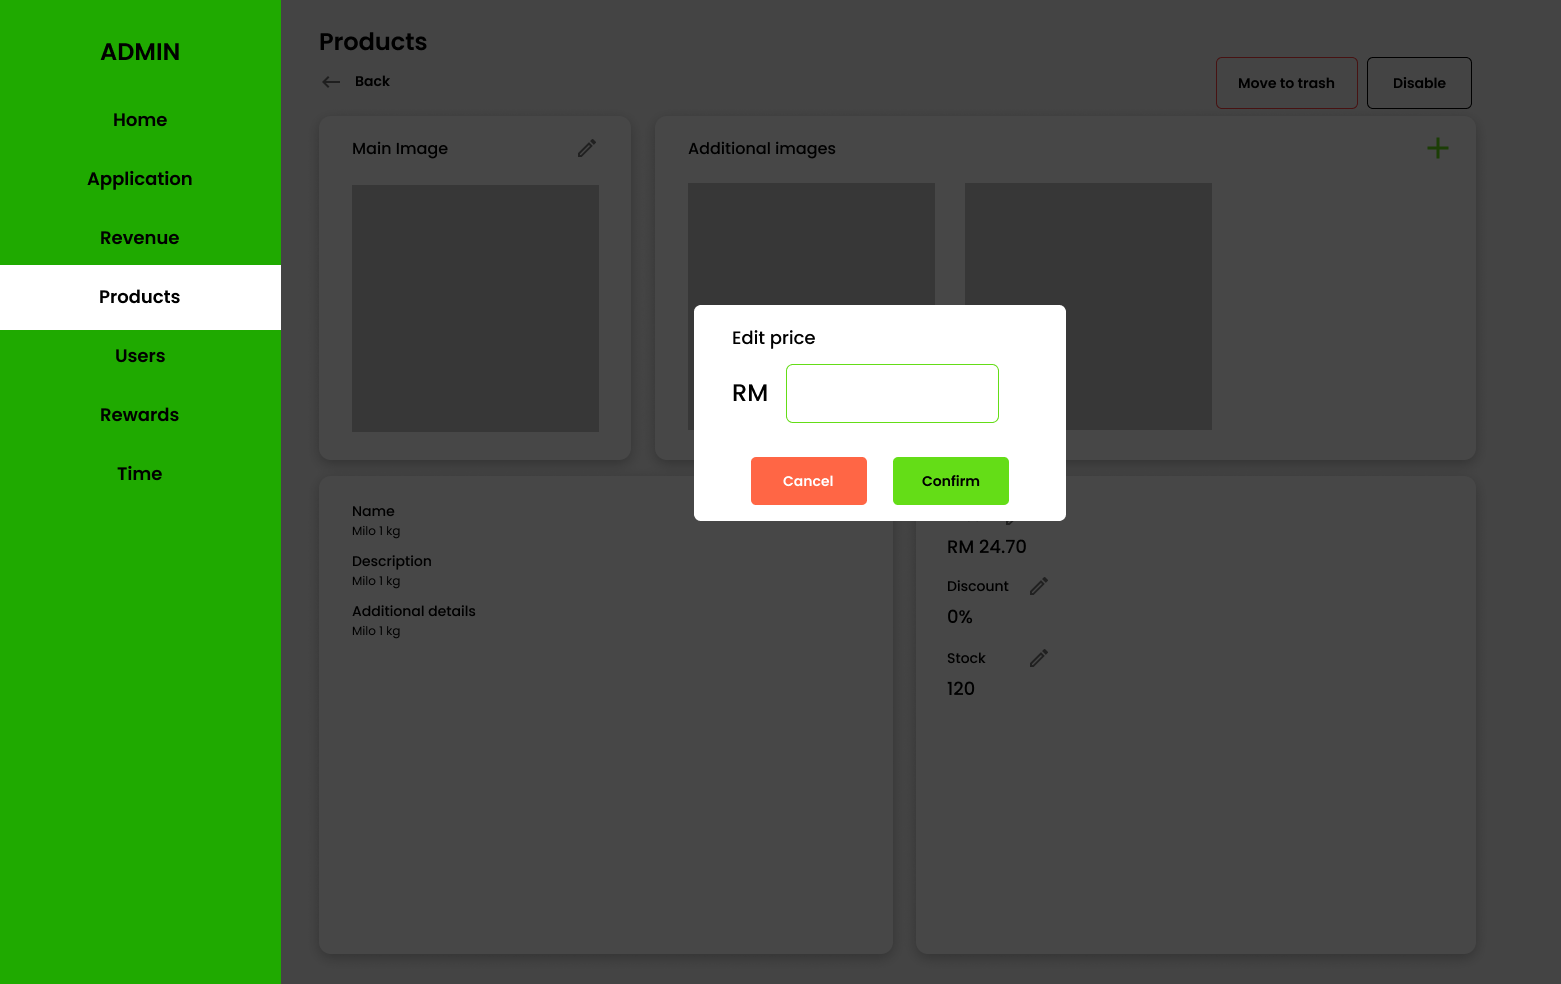 ADMIN
Home
Application
Revenue
Products
Users
Rewards
Time
Products
Back
Move to trash
Disable
Main Image
Additional images
Edit price
RM
Cancel
Confirm
Name
Milo 1 kg
Description
Milo 1 kg
Additional details
Milo 1 kg
RM 24.70
Discount
0%
Stock
120